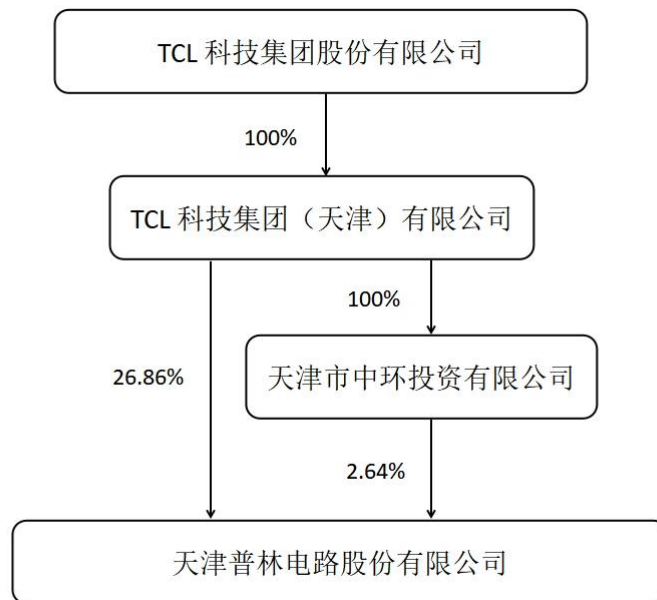 TCL 科技集团股份有限公司
100%
TCL 科技集团（天津）有限公司
100%
26.86%
天津市中环投资有限公司
2.64%
天津普林电路股份有限公司